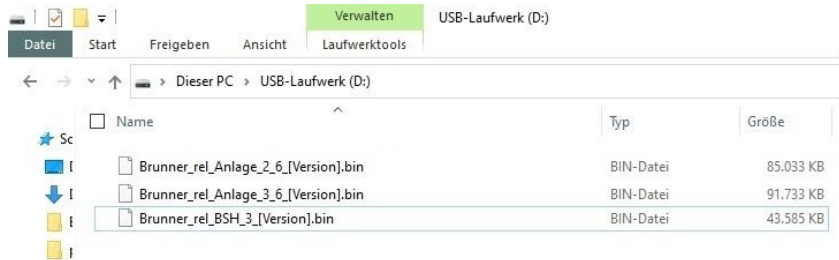 Verwalten USB-Laufwerk (D:)
Datei Start Freigeben Ansicht Laufwerktools
Dieser PC > USB-Laufwerk (D:)
Name Typ Größe
Brunner_rel_Anlage_2_6_[Version].bin BIN-Datei 85.033 KB
Brunner_rel_Anlage_3_6_[Version].bin BIN-Datei 91.733 KB
Brunner_rel_BSH_3_[Version].bin BIN-Datei 43.585 KB